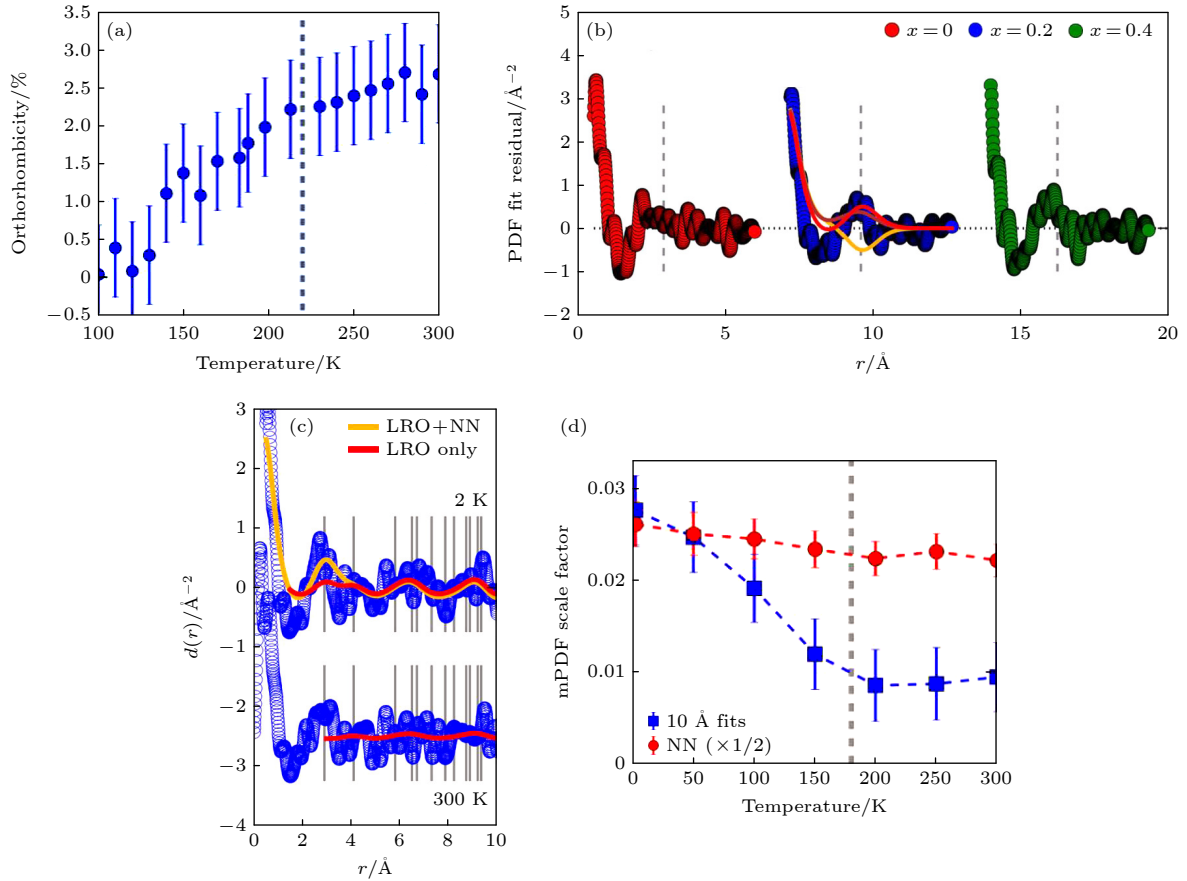 (a)
Orthorhombicity/%
3.5
3.0
2.5
2.0
1.5
1.0
0.5
0
−0.5
100 150 200 250 300
Temperature/K
(b)
x = 0 x = 0.2 x = 0.4
PDF fit residual/Å−2
5
4
3
2
1
0
−1
−2
0 5 10 15 20
r/Å
(c)
LRO+NN
LRO only
2 K
300 K
d(r)/Å−2
3
2
1
0
−1
−2
−3
−4
0 2 4 6 8 10
r/Å
(d)
mPDF scale factor
0.03
0.02
0.01
0
10 Å fits
NN (×1/2)
0 50 100 150 200 250 300
Temperature/K